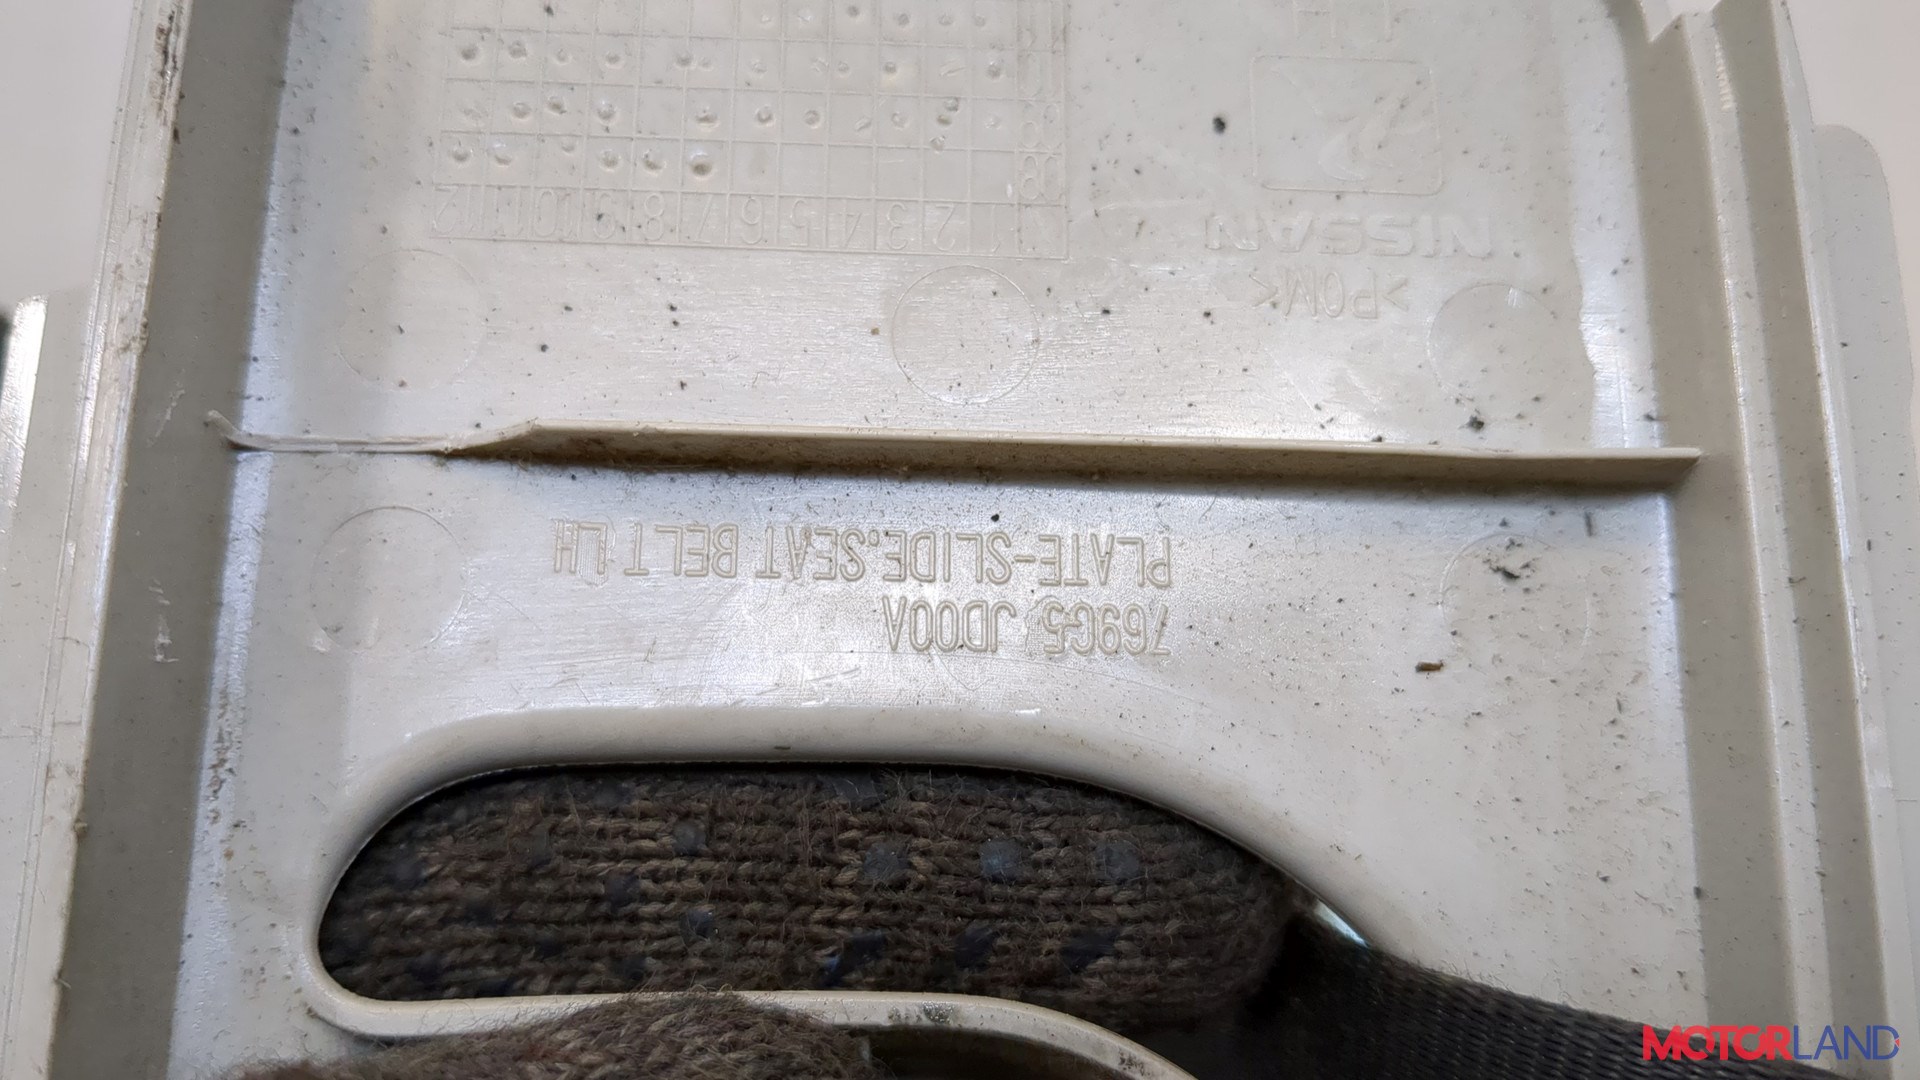 769G5 JD00A
PLATE-SLIDE.SEAT BELT LH
>POM<
NISSAN
1 2 3 4 5 6 7 8 9 10 11 12
MOTORLAND